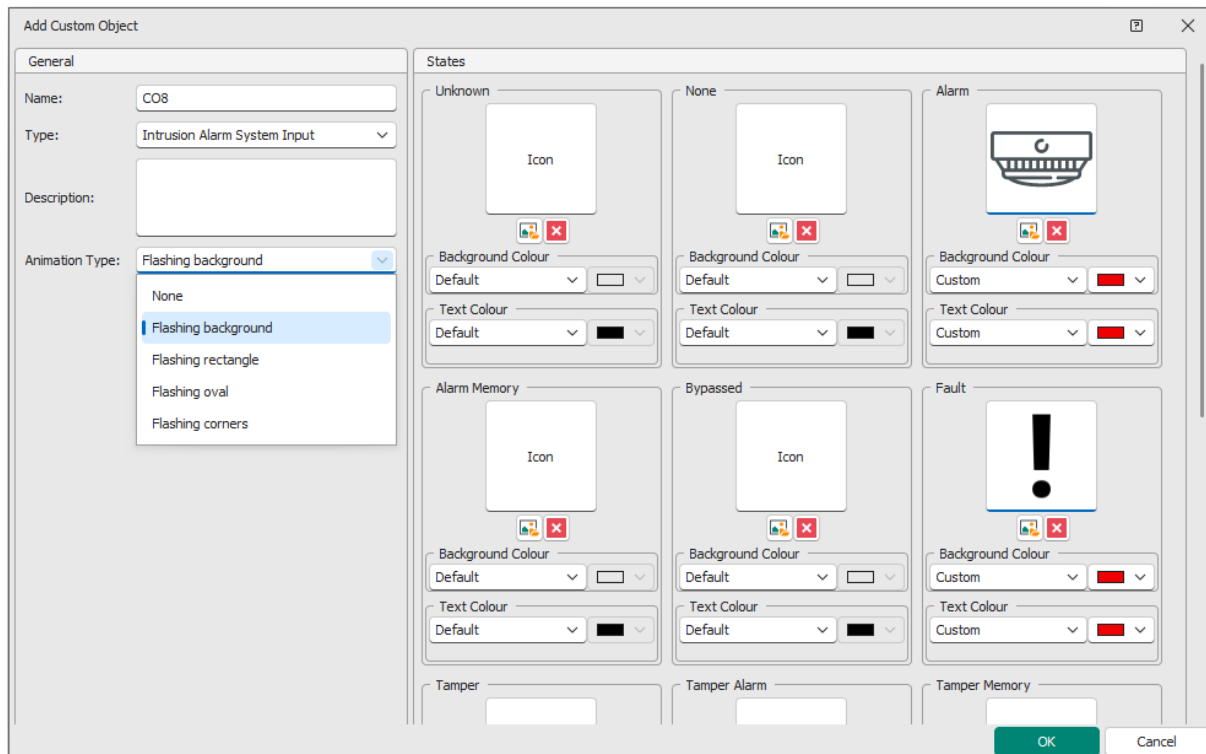 Add Custom Object
General
Name:
CO8
Type:
Intrusion Alarm System Input
Description:
Animation Type:
Flashing background
None
Flashing background
Flashing rectangle
Flashing oval
Flashing corners
States
Unknown
Icon
Background Colour
Default
Text Colour
Default
None
Icon
Background Colour
Default
Text Colour
Default
Alarm
Background Colour
Custom
Text Colour
Custom
Alarm Memory
Icon
Background Colour
Default
Text Colour
Default
Bypassed
Icon
Background Colour
Default
Text Colour
Default
Fault
!
Background Colour
Custom
Text Colour
Custom
Tamper
Tamper Alarm
Tamper Memory
OK
Cancel